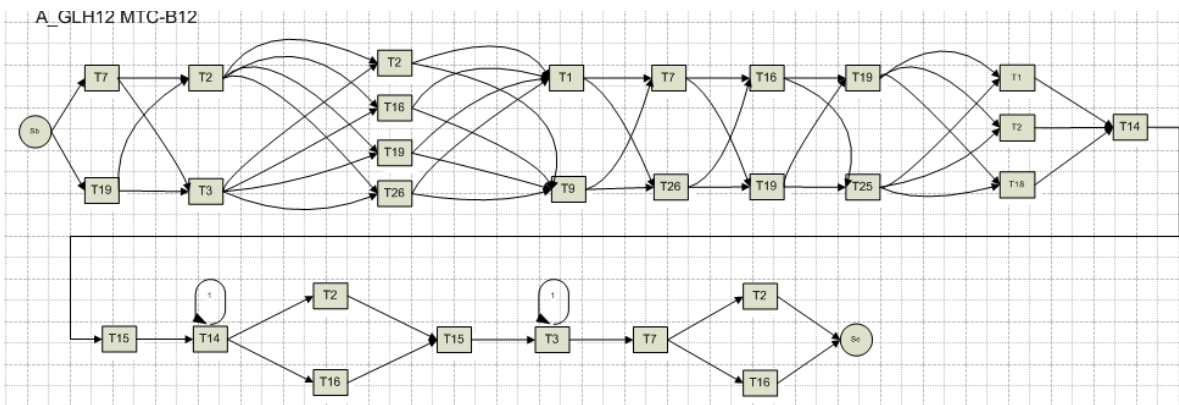 A_GLH12 MTC-B12
T2
T7 T2 T1 T7 T16 T19 T1
T16
Sb T2 T14
T19
T19 T3 T26 T9 T26 T19 T25 T18
1 1
T2 T2
T15 T14 T15 T3 T7 Sc
T16 T16